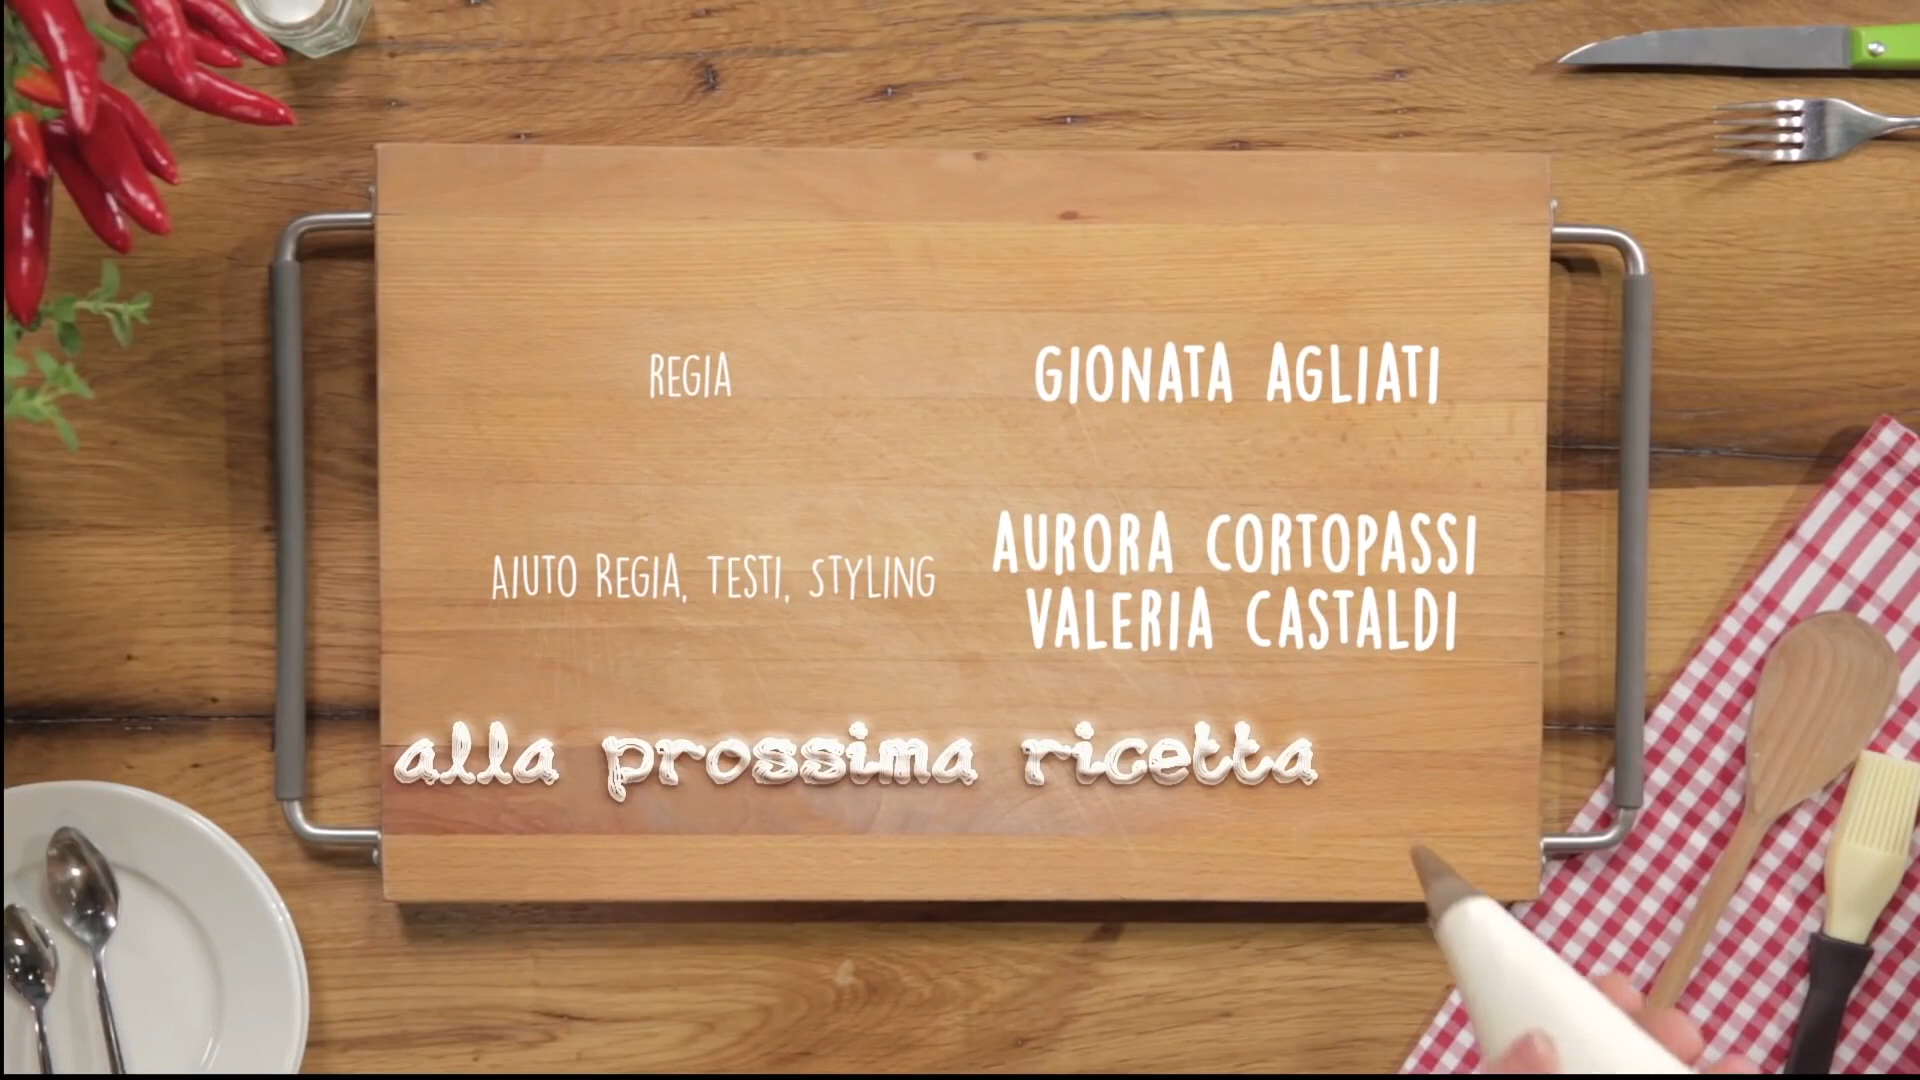 REGIA
GIONATA AGLIATI
AIUTO REGIA, TESTI, STYLING
AURORA CORTOPASSI
VALERIA CASTALDI
alla prossima ricetta